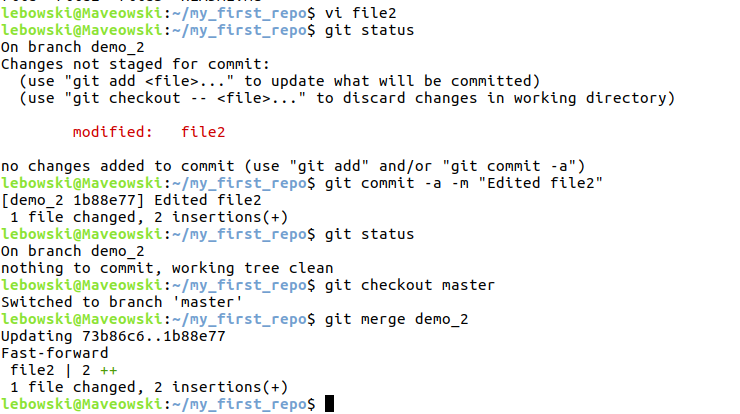 lebowski@Maveowski:~/my_first_repo$ vi file2
lebowski@Maveowski:~/my_first_repo$ git status
On branch demo_2
Changes not staged for commit:
  (use "git add <file>..." to update what will be committed)
  (use "git checkout -- <file>..." to discard changes in working directory)
        modified:   file2
no changes added to commit (use "git add" and/or "git commit -a")
lebowski@Maveowski:~/my_first_repo$ git commit -a -m "Edited file2"
[demo_2 1b88e77] Edited file2
 1 file changed, 2 insertions(+)
lebowski@Maveowski:~/my_first_repo$ git status
On branch demo_2
nothing to commit, working tree clean
lebowski@Maveowski:~/my_first_repo$ git checkout master
Switched to branch 'master'
lebowski@Maveowski:~/my_first_repo$ git merge demo_2
Updating 73b86c6..1b88e77
Fast-forward
 file2 | 2 ++
 1 file changed, 2 insertions(+)
lebowski@Maveowski:~/my_first_repo$